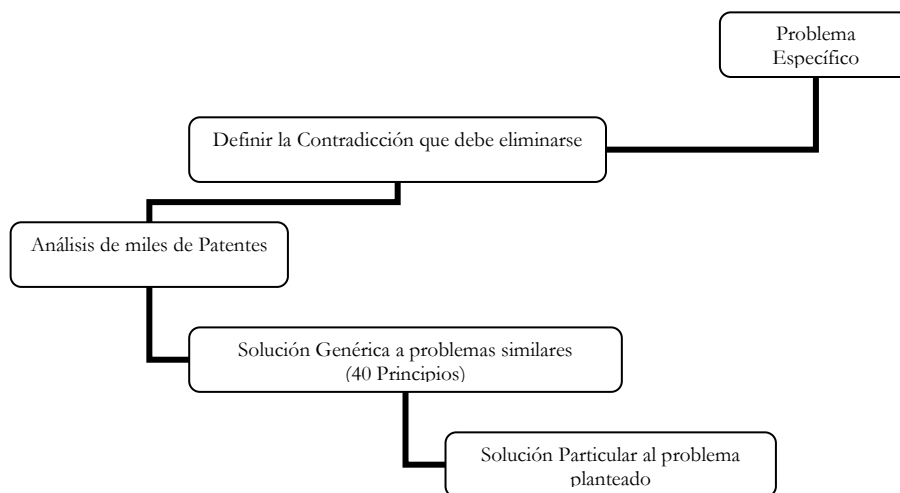 Problema
Específico
Definir la Contradicción que debe eliminarse
Análisis de miles de Patentes
Solución Genérica a problemas similares
(40 Principios)
Solución Particular al problema
planteado